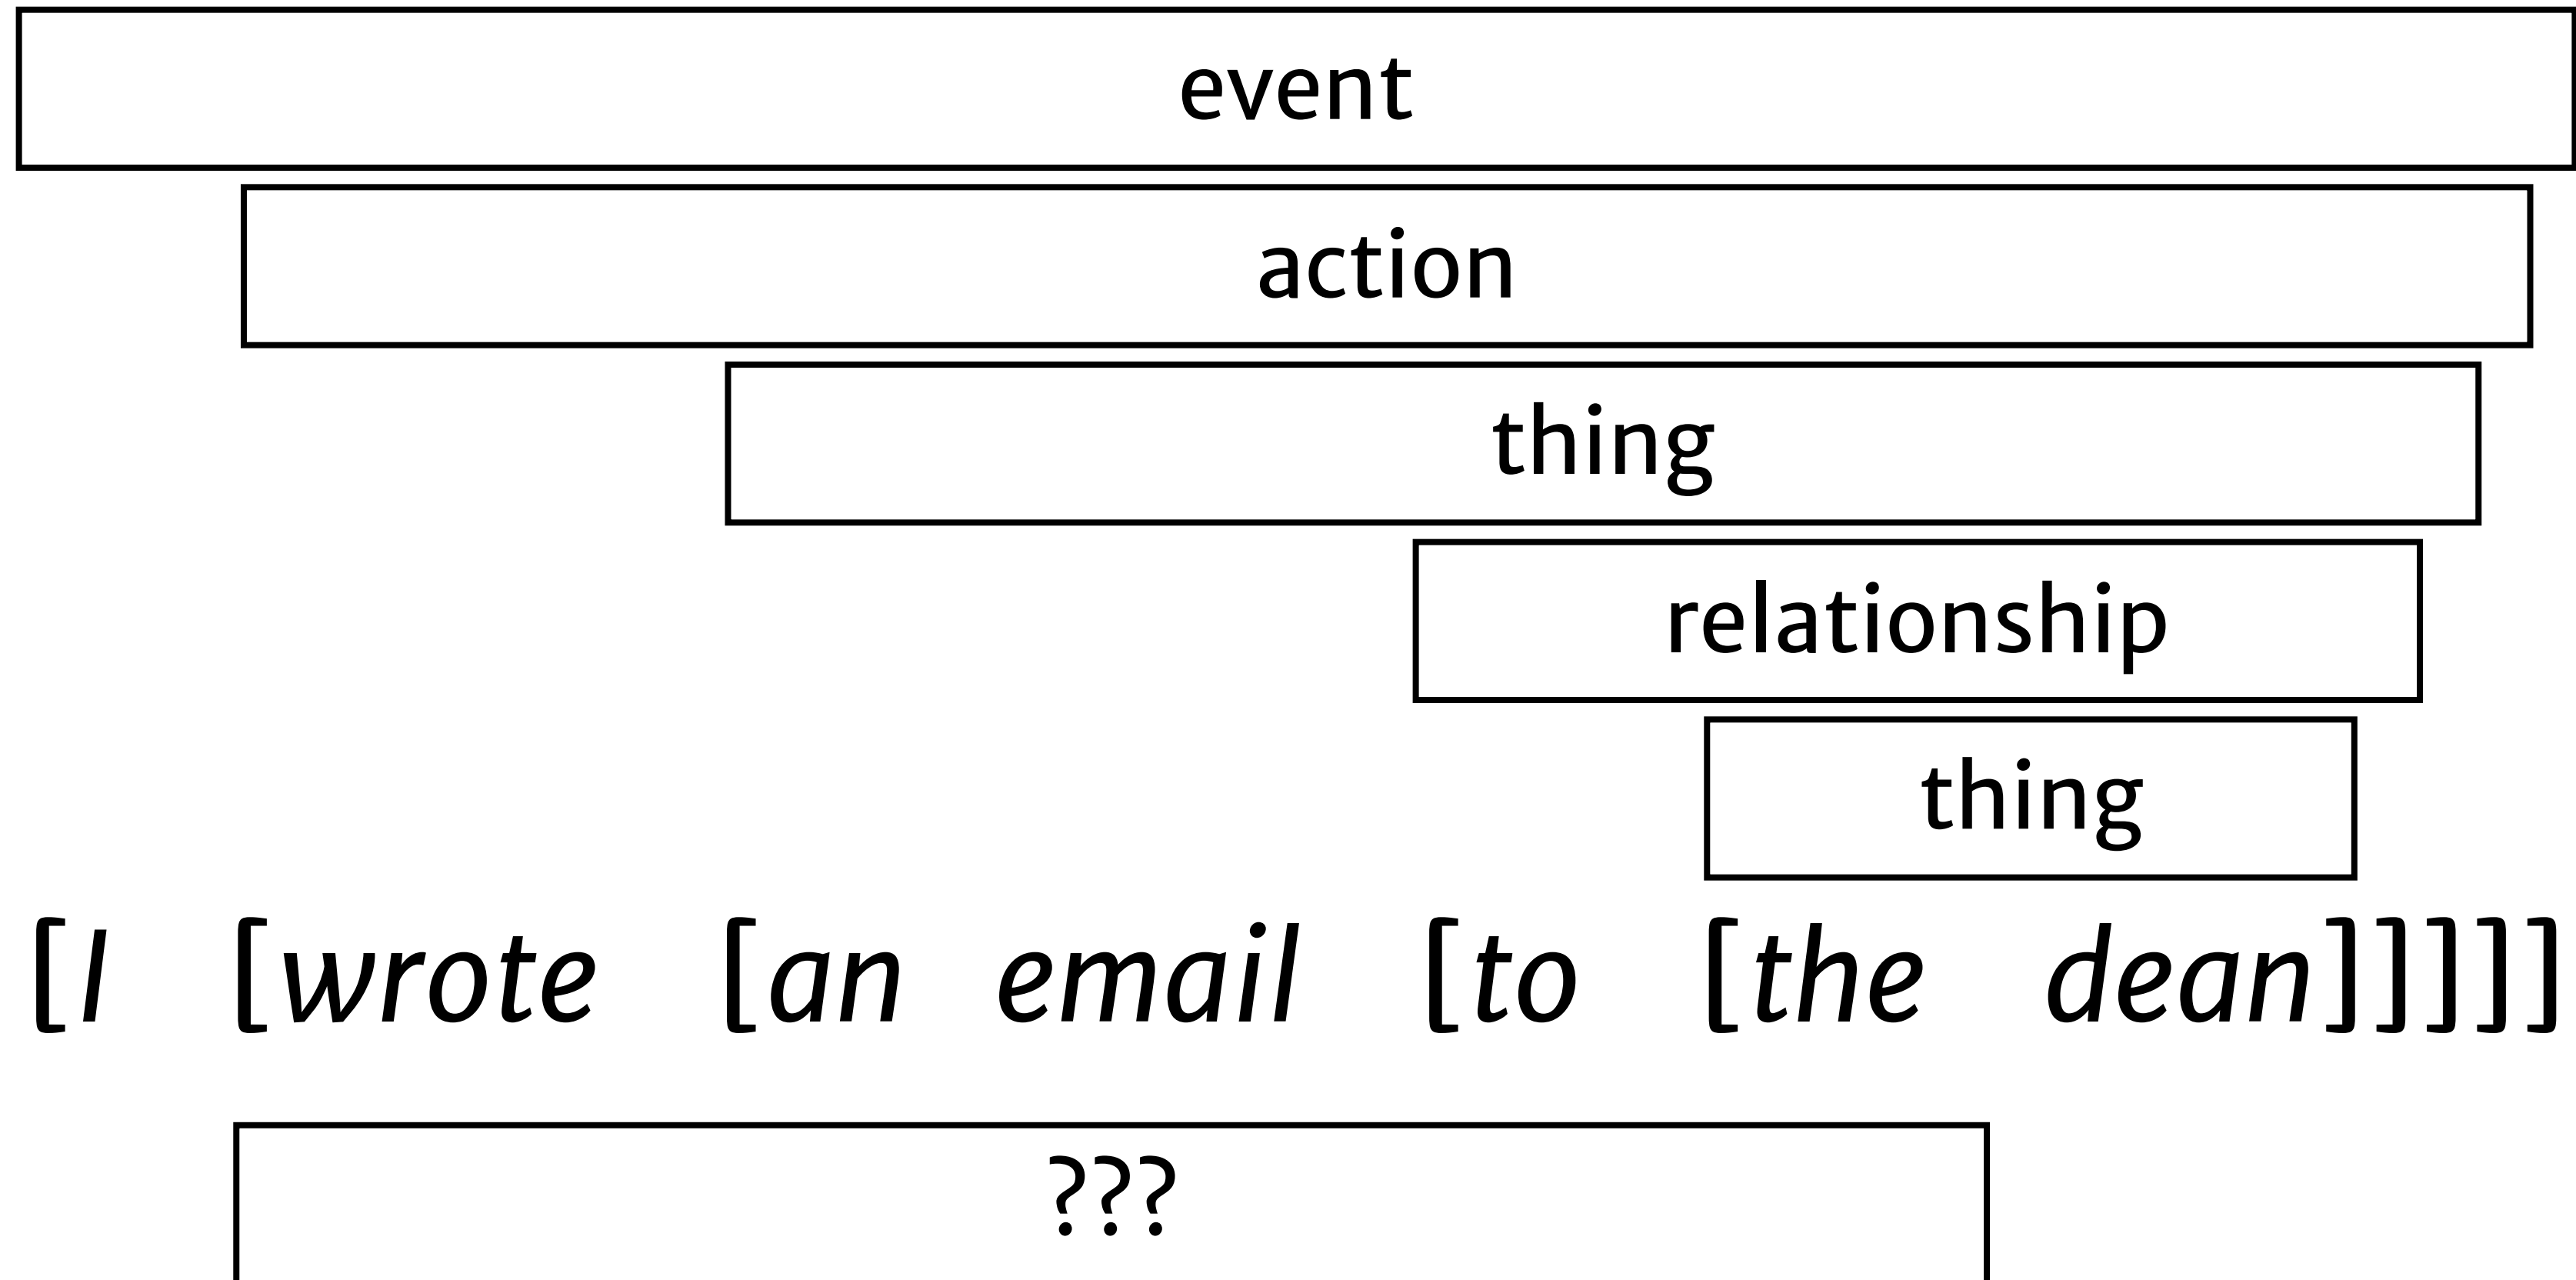 event
action
thing
relationship
thing
[I [wrote [an email [to [the dean]]]]]
???